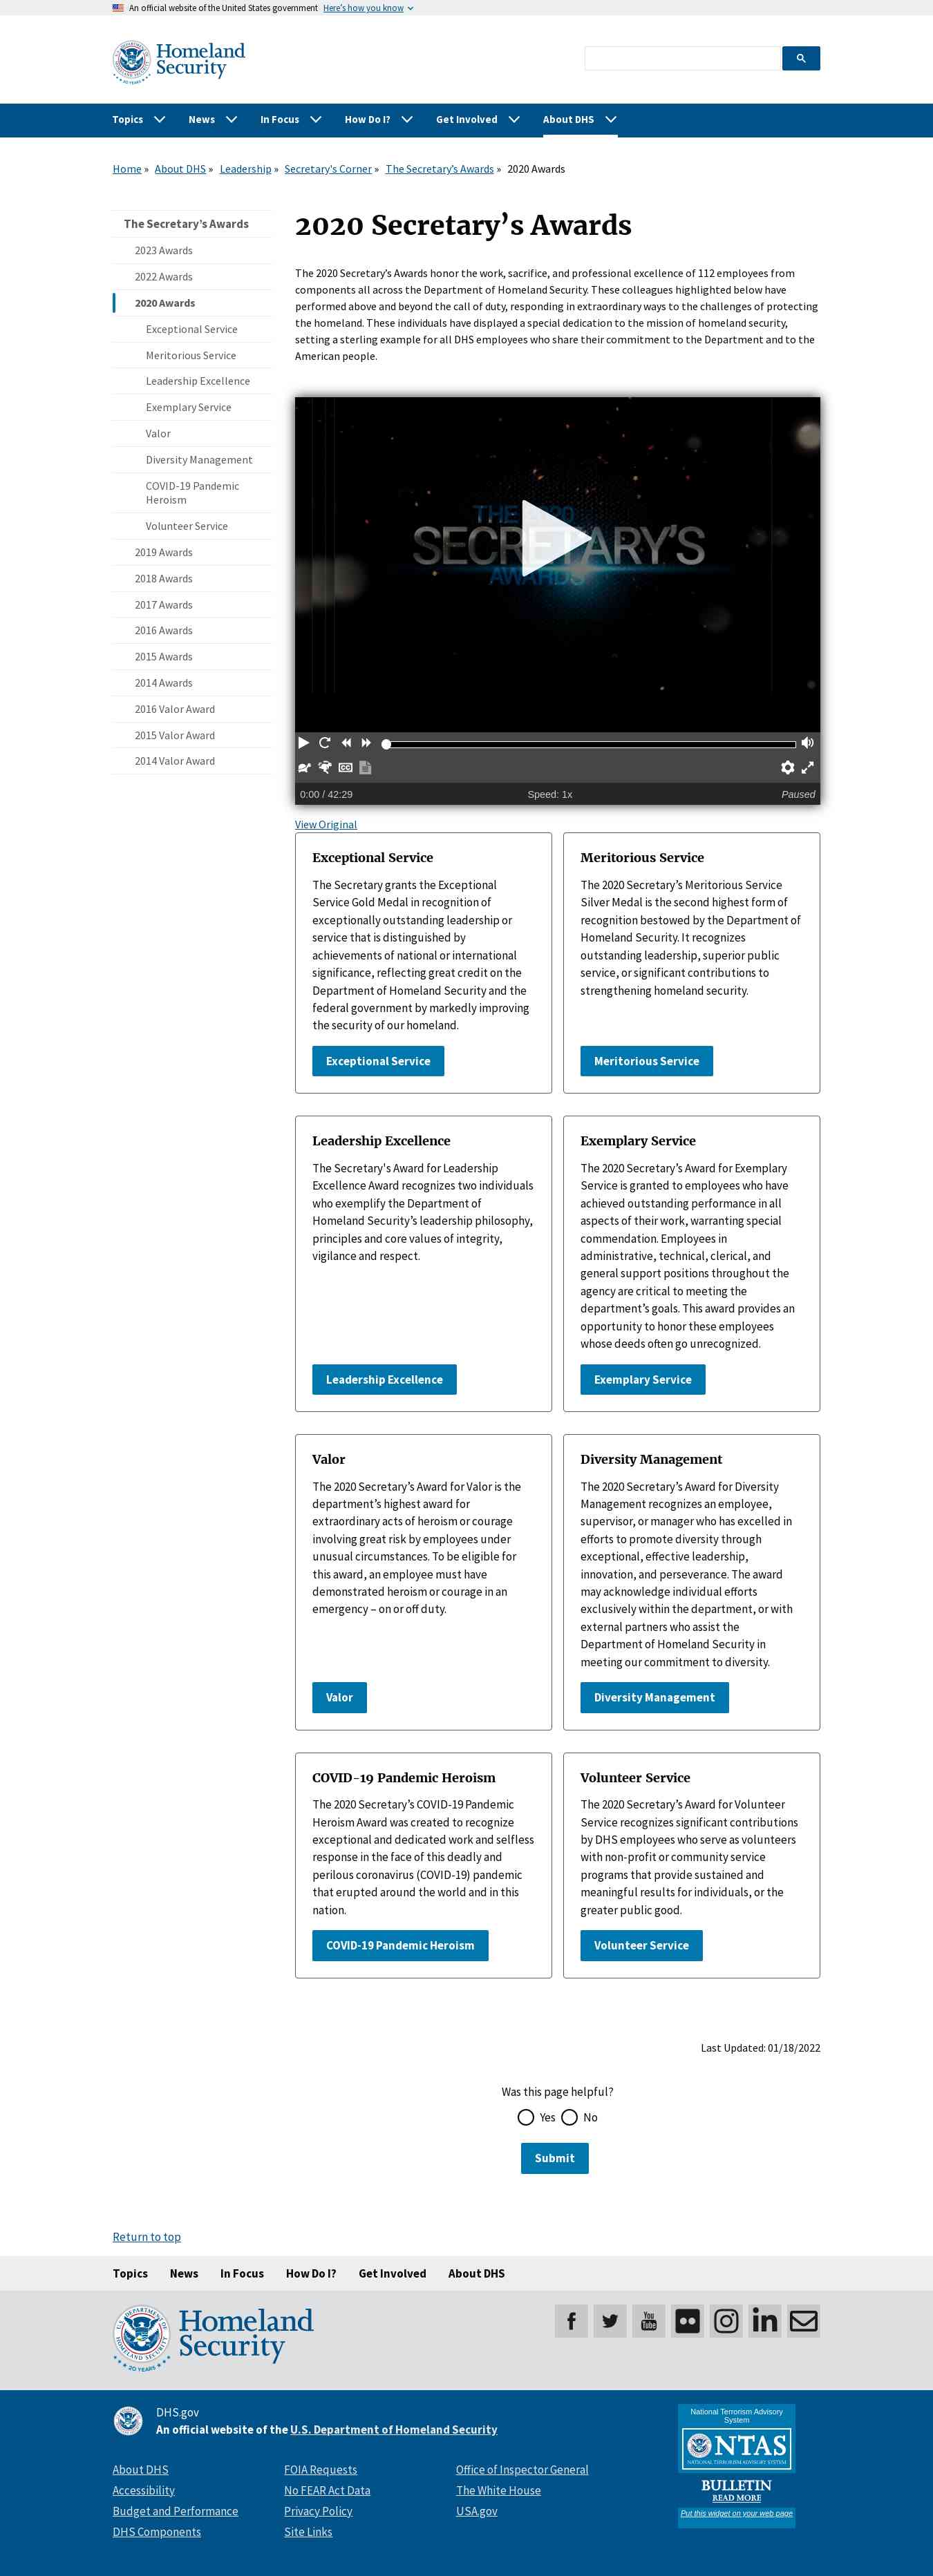 An official website of the United States government Here's how you know
Homeland
Security
Topics News In Focus How Do I? Get Involved About DHS
Home » About DHS » Leadership » Secretary's Corner » The Secretary’s Awards » 2020 Awards
The Secretary’s Awards
2023 Awards
2022 Awards
2020 Awards
Exceptional Service
Meritorious Service
Leadership Excellence
Exemplary Service
Valor
Diversity Management
COVID-19 Pandemic
Heroism
Volunteer Service
2019 Awards
2018 Awards
2017 Awards
2016 Awards
2015 Awards
2014 Awards
2016 Valor Award
2015 Valor Award
2014 Valor Award
2020 Secretary’s Awards
The 2020 Secretary’s Awards honor the work, sacrifice, and professional excellence of 112 employees from
components all across the Department of Homeland Security. These colleagues highlighted below have
performed above and beyond the call of duty, responding in extraordinary ways to the challenges of protecting
the homeland. These individuals have displayed a special dedication to the mission of homeland security,
setting a sterling example for all DHS employees who share their commitment to the Department and to the
American people.
THE 2020
SECRETARY'S
AWARDS
CC
0:00 / 42:29 Speed: 1x Paused
View Original
Exceptional Service
The Secretary grants the Exceptional
Service Gold Medal in recognition of
exceptionally outstanding leadership or
service that is distinguished by
achievements of national or international
significance, reflecting great credit on the
Department of Homeland Security and the
federal government by markedly improving
the security of our homeland.
Exceptional Service
Meritorious Service
The 2020 Secretary’s Meritorious Service
Silver Medal is the second highest form of
recognition bestowed by the Department of
Homeland Security. It recognizes
outstanding leadership, superior public
service, or significant contributions to
strengthening homeland security.
Meritorious Service
Leadership Excellence
The Secretary's Award for Leadership
Excellence Award recognizes two individuals
who exemplify the Department of
Homeland Security’s leadership philosophy,
principles and core values of integrity,
vigilance and respect.
Leadership Excellence
Exemplary Service
The 2020 Secretary’s Award for Exemplary
Service is granted to employees who have
achieved outstanding performance in all
aspects of their work, warranting special
commendation. Employees in
administrative, technical, clerical, and
general support positions throughout the
agency are critical to meeting the
department’s goals. This award provides an
opportunity to honor these employees
whose deeds often go unrecognized.
Exemplary Service
Valor
The 2020 Secretary’s Award for Valor is the
department’s highest award for
extraordinary acts of heroism or courage
involving great risk by employees under
unusual circumstances. To be eligible for
this award, an employee must have
demonstrated heroism or courage in an
emergency – on or off duty.
Valor
Diversity Management
The 2020 Secretary’s Award for Diversity
Management recognizes an employee,
supervisor, or manager who has excelled in
efforts to promote diversity through
exceptional, effective leadership,
innovation, and perseverance. The award
may acknowledge individual efforts
exclusively within the department, or with
external partners who assist the
Department of Homeland Security in
meeting our commitment to diversity.
Diversity Management
COVID-19 Pandemic Heroism
The 2020 Secretary’s COVID-19 Pandemic
Heroism Award was created to recognize
exceptional and dedicated work and selfless
response in the face of this deadly and
perilous coronavirus (COVID-19) pandemic
that erupted around the world and in this
nation.
COVID-19 Pandemic Heroism
Volunteer Service
The 2020 Secretary’s Award for Volunteer
Service recognizes significant contributions
by DHS employees who serve as volunteers
with non-profit or community service
programs that provide sustained and
meaningful results for individuals, or the
greater public good.
Volunteer Service
Last Updated: 01/18/2022
Was this page helpful?
Yes No
Submit
Return to top
Topics News In Focus How Do I? Get Involved About DHS
Homeland
Security
20 YEARS
You
Tube
DHS.gov
An official website of the U.S. Department of Homeland Security
About DHS
Accessibility
Budget and Performance
DHS Components
FOIA Requests
No FEAR Act Data
Privacy Policy
Site Links
Office of Inspector General
The White House
USA.gov
National Terrorism Advisory
System
NTAS
NATIONAL TERRORISM ADVISORY SYSTEM
BULLETIN
READ MORE
Put this widget on your web page